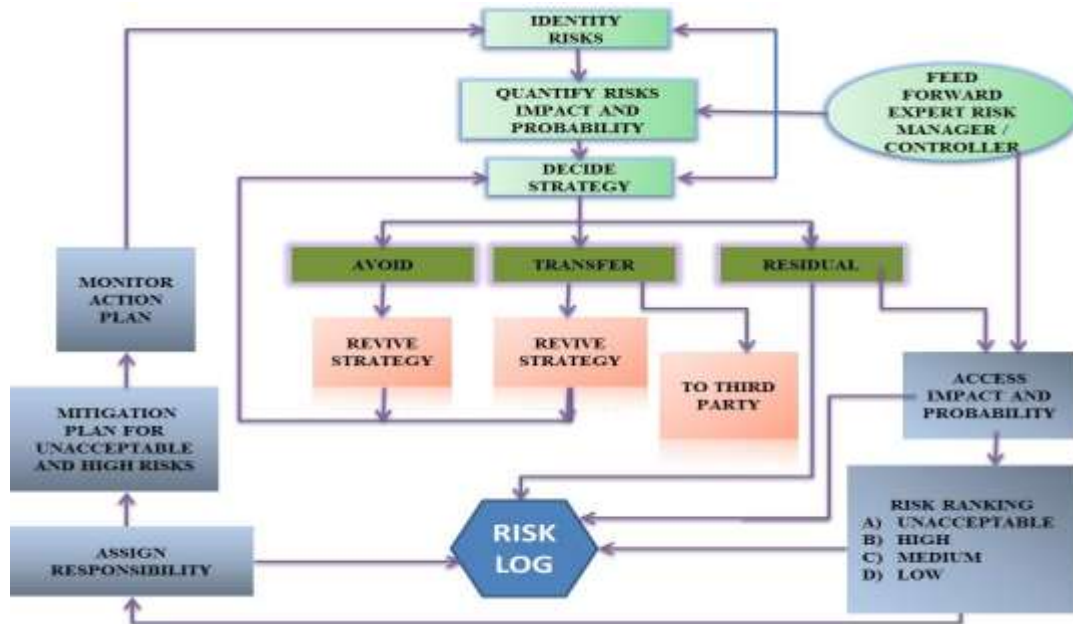 IDENTITY
RISKS
QUANTIFY RISKS
IMPACT AND
PROBABILITY
FEED
FORWARD
EXPERT RISK
MANAGER /
CONTROLLER
DECIDE
STRATEGY
AVOID
TRANSFER
RESIDUAL
MONITOR
ACTION
PLAN
REVIVE
STRATEGY
REVIVE
STRATEGY
TO THIRD
PARTY
ACCESS
IMPACT AND
PROBABILITY
MITIGATION
PLAN FOR
UNACCEPTABLE
AND HIGH RISKS
RISK
LOG
RISK RANKING
A) UNACCEPTABLE
B) HIGH
C) MEDIUM
D) LOW
ASSIGN
RESPONSIBILITY